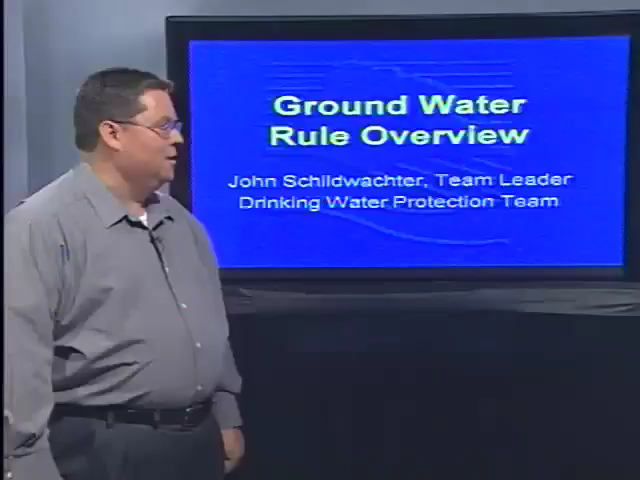 Ground Water
Rule Overview
John Schildwachter, Team Leader
Drinking Water Protection Team